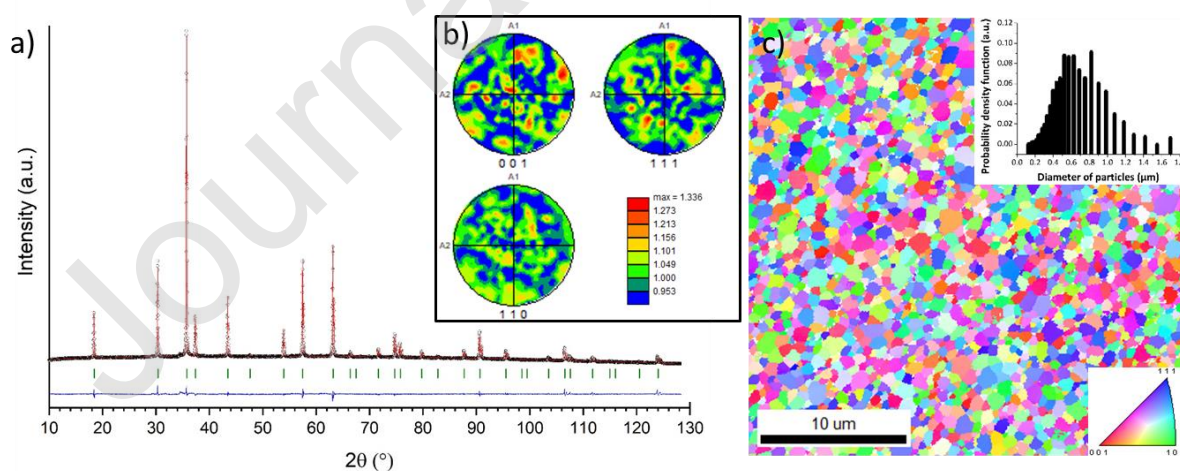 a)
Intensity (a.u.)
10 20 30 40 50 60 70 80 90 100 110 120 130
2θ (°)
Journa
b)
A1
A2
0 0 1
A1
A2
1 1 1
A1
A2
1 1 0
max = 1.336
1.273
1.213
1.156
1.101
1.049
1.000
0.953
c)
Probability density function (a.u.)
0.12
0.10
0.08
0.06
0.04
0.02
0.00
0.0 0.2 0.4 0.6 0.8 1.0 1.2 1.4 1.6 1.8
Diameter of particles (μm)
10 um
1 1 1
0 0 1
1 0